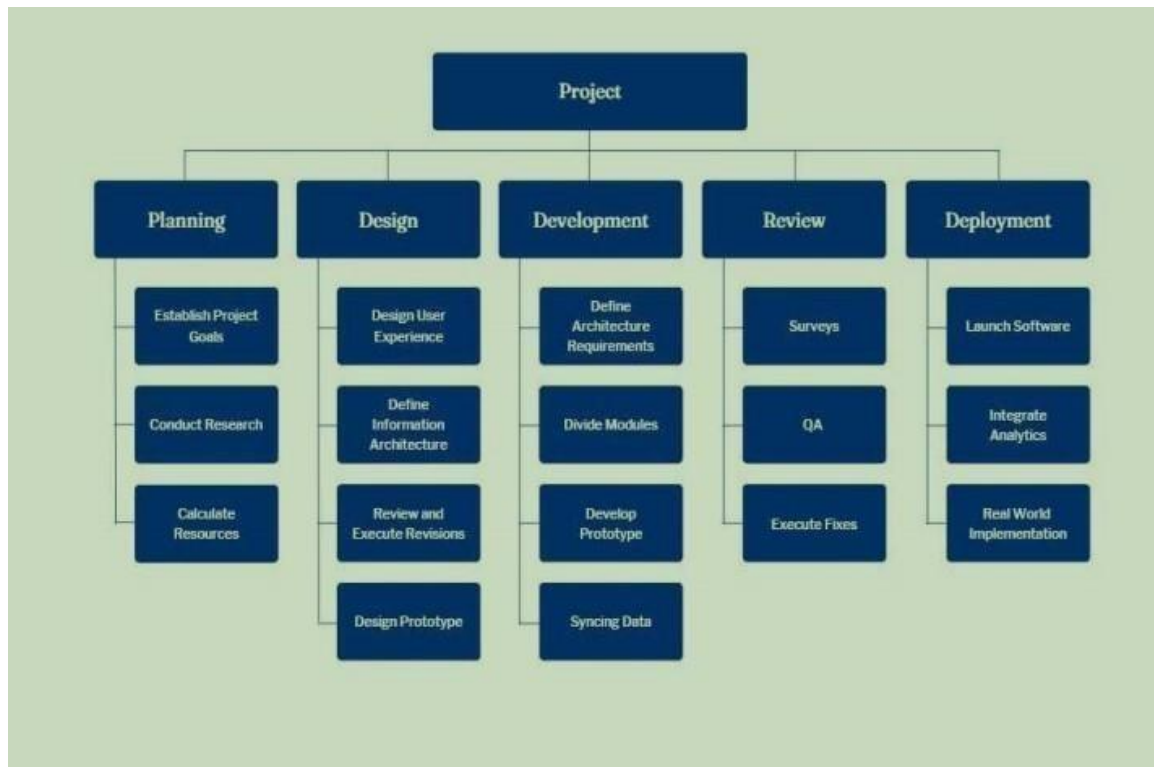 Project
Planning
Design
Development
Review
Deployment
Establish Project
Goals
Conduct Research
Calculate
Resources
Design User
Experience
Define
Information
Architecture
Review and
Execute Revisions
Design Prototype
Define
Architecture
Requirements
Divide Modules
Develop
Prototype
Syncing Data
Surveys
QA
Execute Fixes
Launch Software
Integrate
Analytics
Real World
Implementation